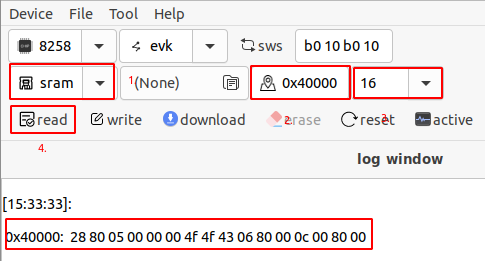 Device File Tool Help
8258 evk sws b0 10 b0 10
sram 1 (None) 0x40000 16
read write download erase 2. reset 3. active
4.
log window
[15:33:33]:
0x40000: 28 80 05 00 00 00 4f 4f 43 06 80 00 0c 00 80 00